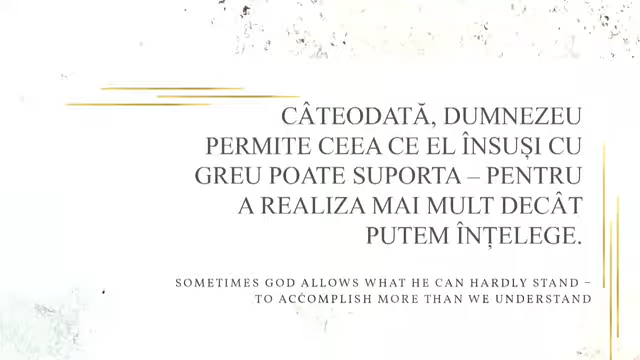 CÂTEODATĂ, DUMNEZEU
PERMITE CEEA CE EL ÎNSUȘI CU
GREU POATE SUPORTA – PENTRU
A REALIZA MAI MULT DECÂT
PUTEM ÎNȚELEGE.
SOMETIMES GOD ALLOWS WHAT HE CAN HARDLY STAND –
TO ACCOMPLISH MORE THAN WE UNDERSTAND